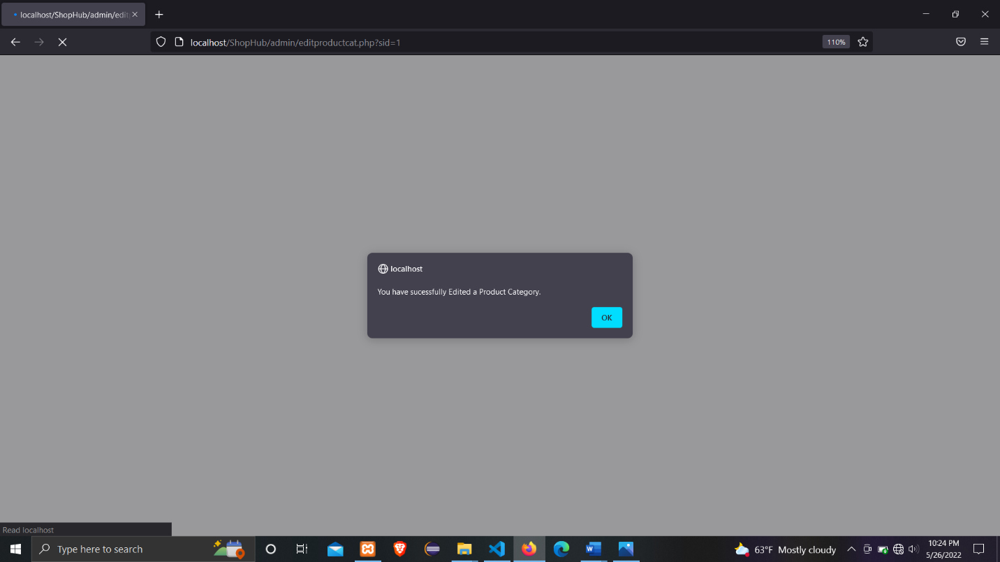 localhost/ShopHub/admin/edit
localhost/ShopHub/admin/editproductcat.php?sid=1
110%
localhost
You have sucessfully Edited a Product Category.
OK
Read localhost
Type here to search
63°F Mostly cloudy
10:24 PM
5/26/2022